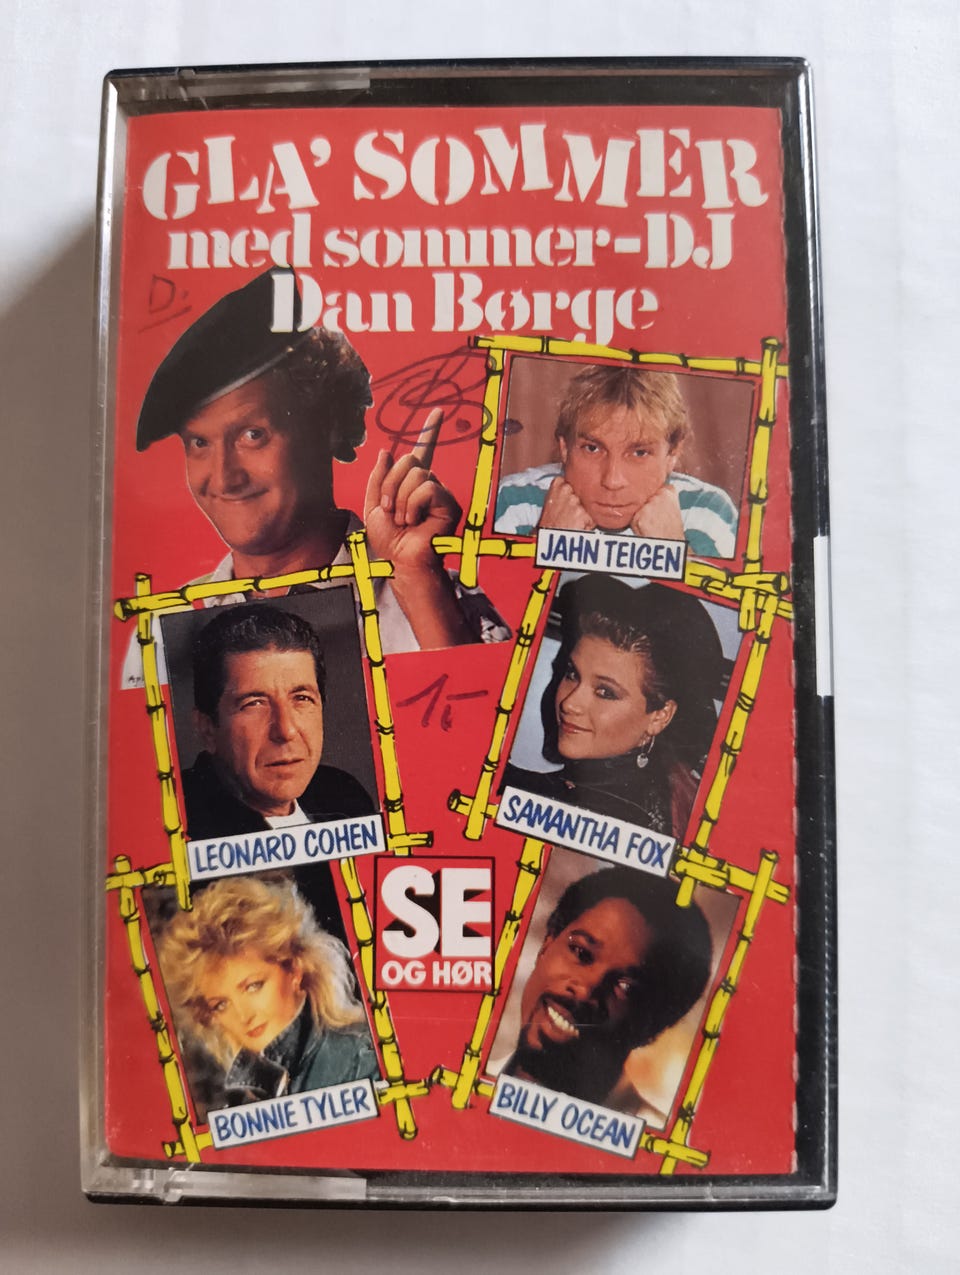 GLA' SOMMER
med sommer-DJ
Dan Børge
D.
JAHN TEIGEN
LEONARD COHEN
SAMANTHA FOX
SE
OG HØR
BONNIE TYLER
BILLY OCEAN